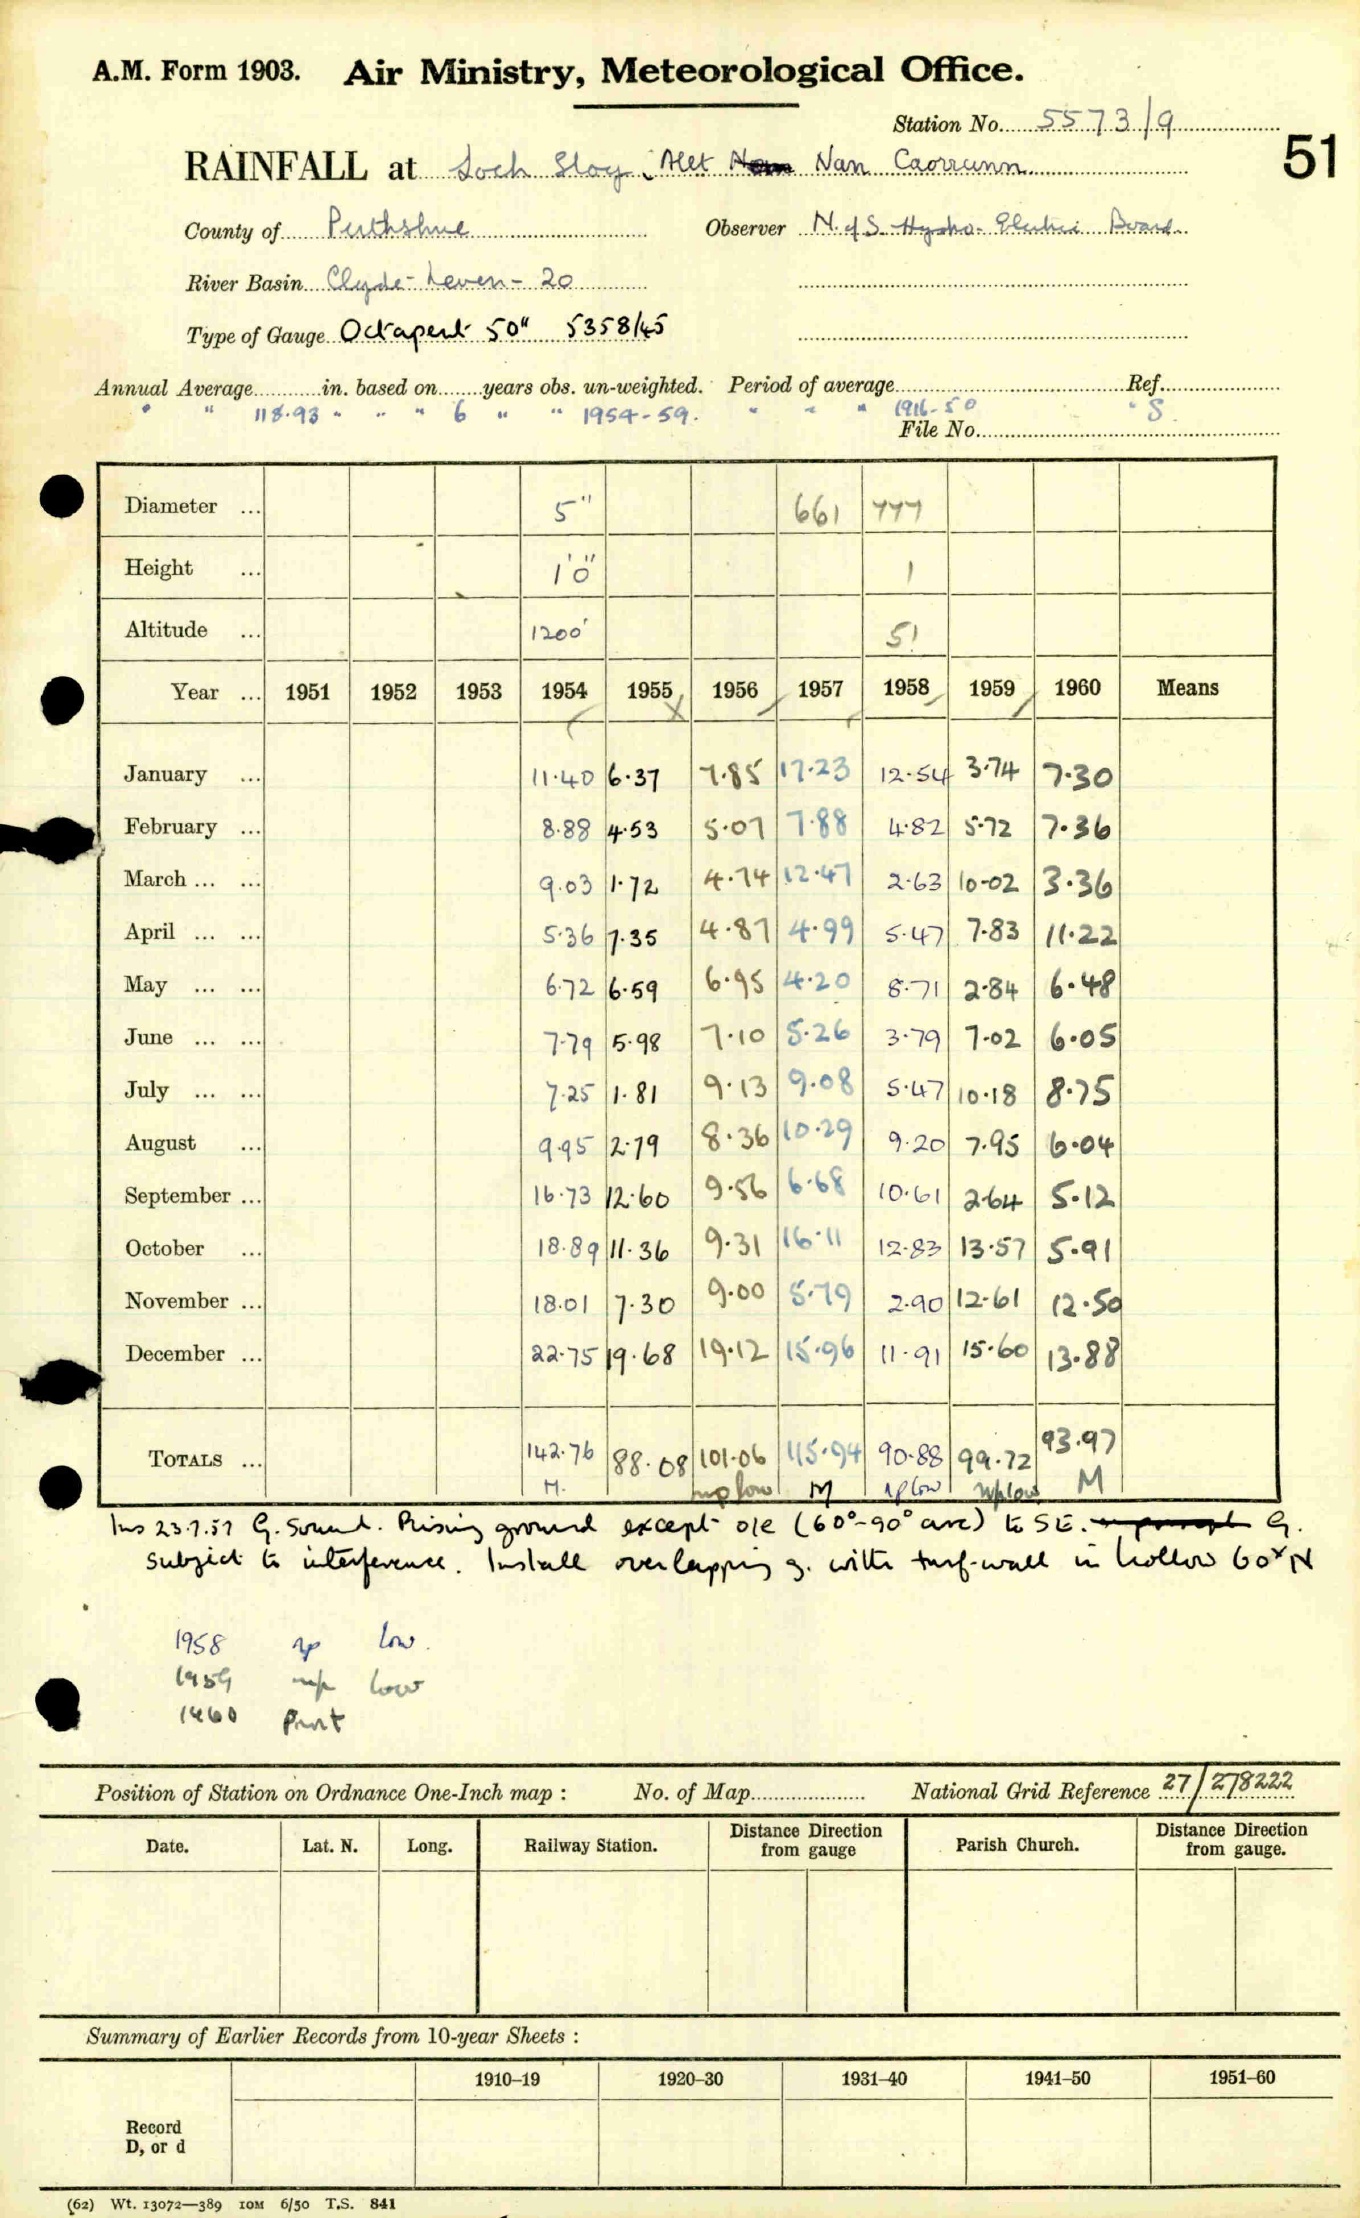 A.M. Form 1903. Air Ministry, Meteorological Office.
Station No. 5573/9
51
RAINFALL at Loch Sloy, Allt Nan Caorrunn
County of Perthshire Observer N. of S. Hydro-Electric Board
River Basin Clyde-Leven-20
Type of Gauge Octapent 50" 5358/45
Annual Average in. based on years obs. un-weighted. Period of average Ref.
" " 118.93 " " " 6 " " 1954-59. " " " 1916-50 " S
File No.
Diameter ... 5" 661 777
Height ... 1'0" 1
Altitude ... 1200' 51
Year ... 1951 1952 1953 1954 1955 1956 1957 1958 1959 1960 Means
January ... 11.40 6.37 7.85 17.23 12.54 3.74 7.30
February ... 8.88 4.53 5.07 7.88 4.82 5.72 7.36
March ... ... 9.03 1.72 4.74 12.47 2.63 10.02 3.36
April ... ... 5.36 7.35 4.87 4.99 5.47 7.83 11.22
May ... ... 6.72 6.59 6.95 4.20 8.71 2.84 6.48
June ... ... 7.79 5.98 7.10 5.26 3.79 7.02 6.05
July ... ... 7.25 1.81 9.13 9.08 5.47 10.18 8.75
August ... 9.95 2.79 8.36 10.29 9.20 7.95 6.04
September ... 16.73 12.60 9.56 6.68 10.61 2.64 5.12
October ... 18.89 11.36 9.31 16.11 12.83 13.57 5.91
November ... 18.01 7.30 9.00 5.79 2.90 12.61 12.50
December ... 22.75 19.68 19.12 15.96 11.91 15.60 13.88
TOTALS ... 142.76 88.08 101.06 115.94 90.88 99.72 93.97
M. mp low M np low mp low M
Ins 23.7.57 G. Sound. Rising ground except o/e (60°-90° arc) to SE. G.
subject to interference. Install overlapping g. with turf-wall in hollow 60x N
1958 np low.
1959 mp low
1960 Print
Position of Station on Ordnance One-Inch map : No. of Map National Grid Reference 27/278222
Date. Lat. N. Long. Railway Station. Distance Direction from gauge Parish Church. Distance Direction from gauge.
Summary of Earlier Records from 10-year Sheets :
1910–19 1920–30 1931–40 1941–50 1951–60
Record
D, or d
(62) Wt. 13072—389 10M 6/50 T.S. 841